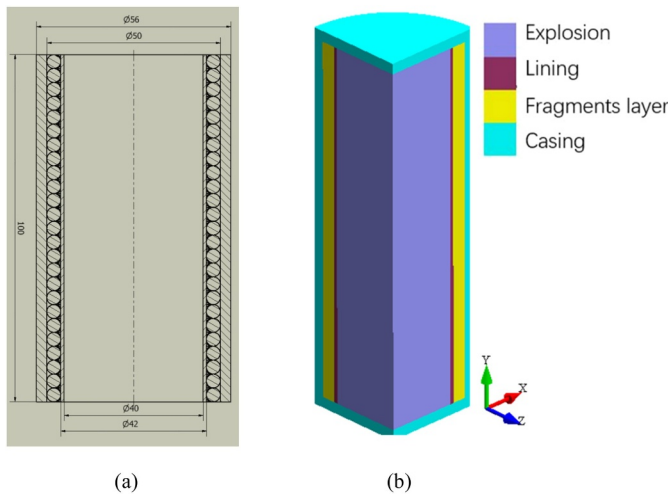 Ø56
Ø50
100
Ø40
Ø42
(a)
Explosion
Lining
Fragments layer
Casing
Y
X
Z
(b)